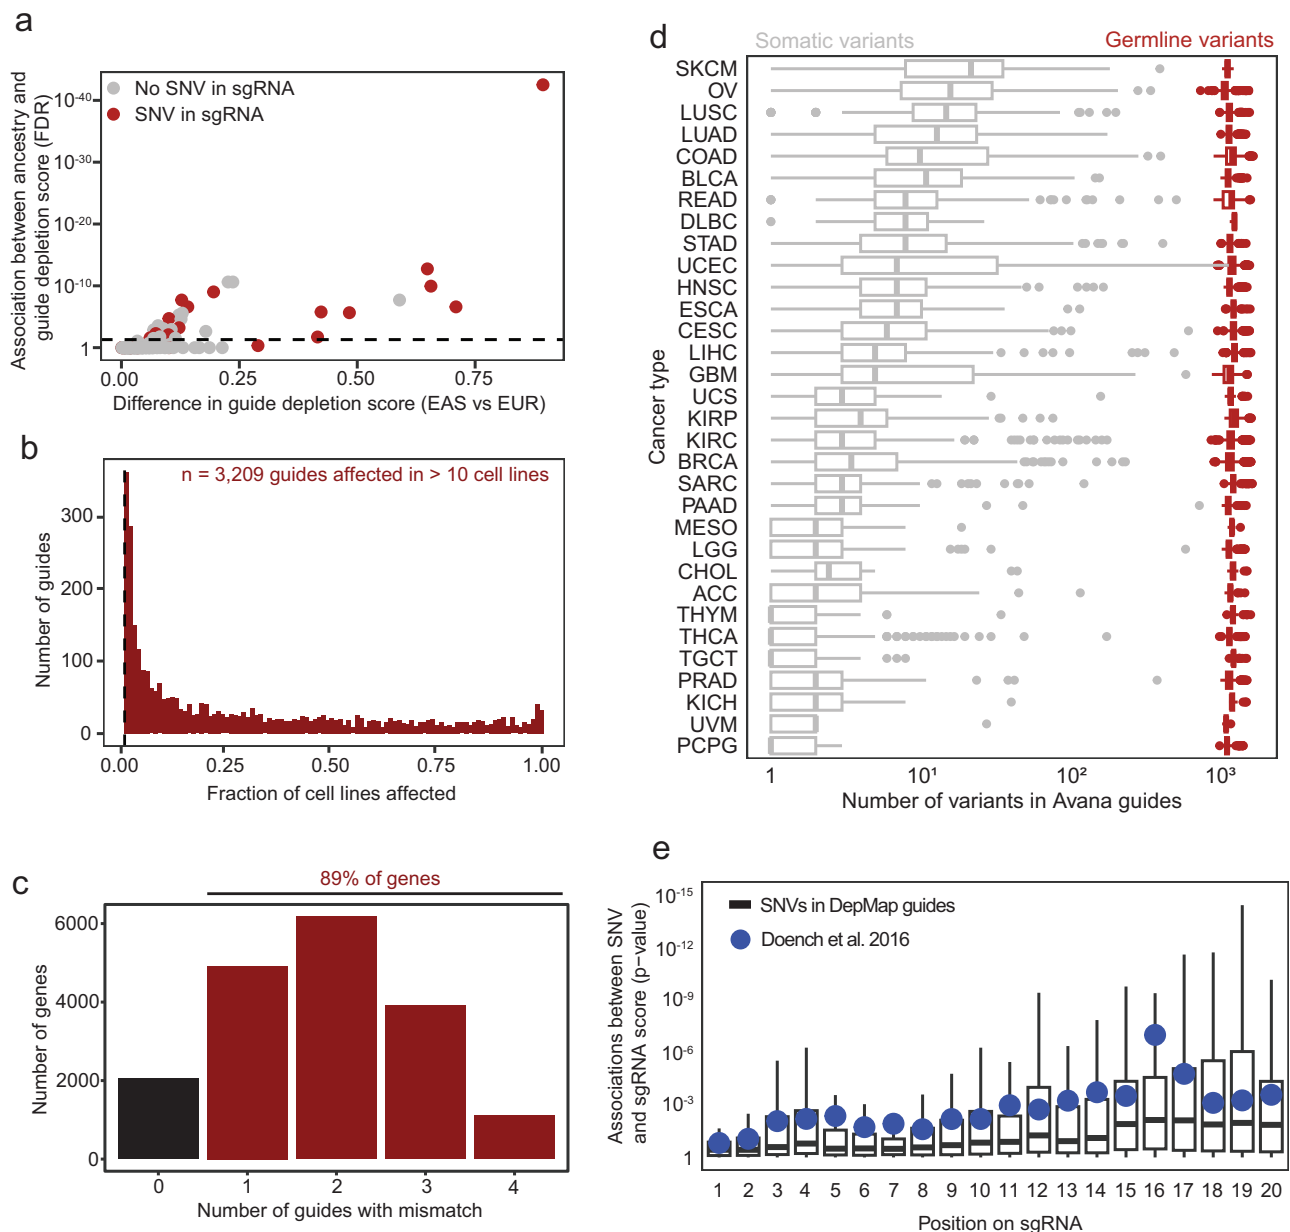 a
Association between ancestry and
guide depletion score (FDR)
No SNV in sgRNA
SNV in sgRNA
10-40
10-30
10-20
10-10
1
0.00
0.25
0.50
0.75
Difference in guide depletion score (EAS vs EUR)
b
n = 3,209 guides affected in > 10 cell lines
Number of guides
300
200
100
0
0.00
0.25
0.50
0.75
1.00
Fraction of cell lines affected
c
89% of genes
Number of genes
6000
4000
2000
0
0
1
2
3
4
Number of guides with mismatch
d
Somatic variants
Germline variants
Cancer type
SKCM
OV
LUSC
LUAD
COAD
BLCA
READ
DLBC
STAD
UCEC
HNSC
ESCA
CESC
LIHC
GBM
UCS
KIRP
KIRC
BRCA
SARC
PAAD
MESO
LGG
CHOL
ACC
THYM
THCA
TGCT
PRAD
KICH
UVM
PCPG
1
10¹
10²
10³
Number of variants in Avana guides
e
Associations between SNV
and sgRNA score (p−value)
SNVs in DepMap guides
Doench et al. 2016
10-15
10-12
10-9
10-6
10-3
1
1 2 3 4 5 6 7 8 9 10 11 12 13 14 15 16 17 18 19 20
Position on sgRNA